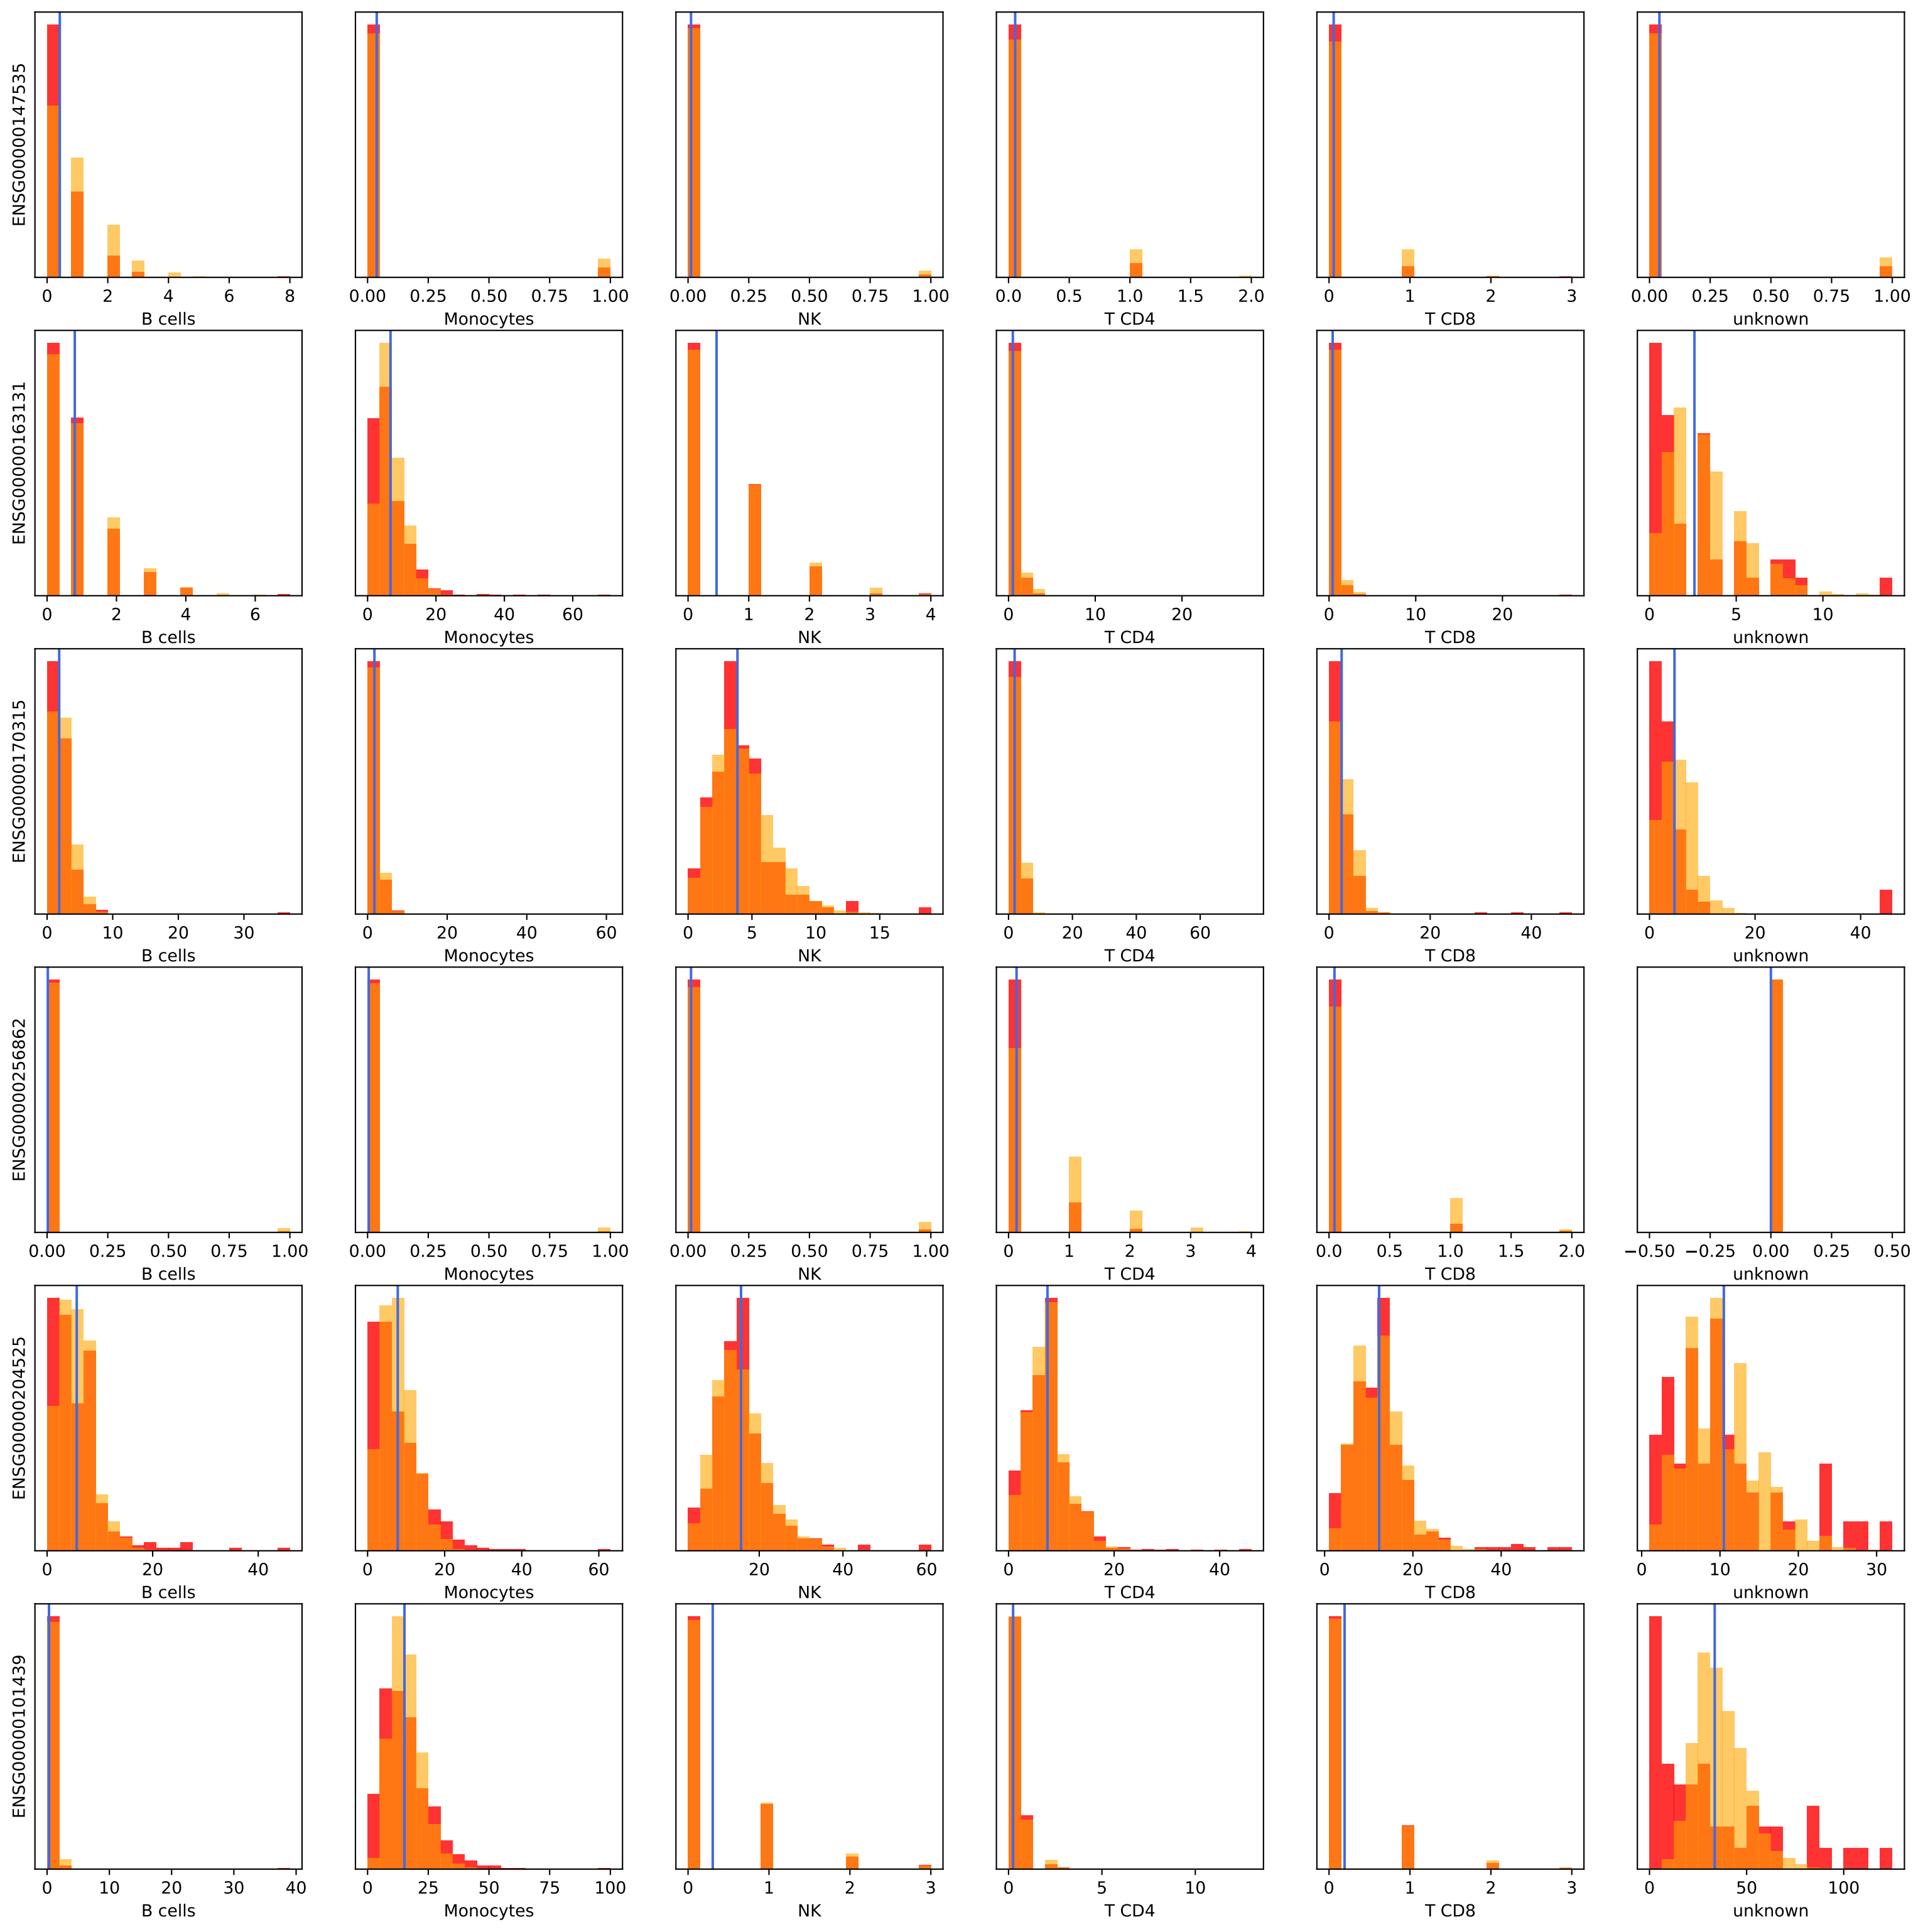 ENSG00000147535
0 2 4 6 8
B cells
0.00 0.25 0.50 0.75 1.00
Monocytes
0.00 0.25 0.50 0.75 1.00
NK
0.0 0.5 1.0 1.5 2.0
T CD4
0 1 2 3
T CD8
0.00 0.25 0.50 0.75 1.00
unknown
ENSG00000163131
0 2 4 6
B cells
0 20 40 60
Monocytes
0 1 2 3 4
NK
0 10 20
T CD4
0 10 20
T CD8
0 5 10
unknown
ENSG00000170315
0 10 20 30
B cells
0 20 40 60
Monocytes
0 5 10 15
NK
0 20 40 60
T CD4
0 20 40
T CD8
0 20 40
unknown
ENSG00000256862
0.00 0.25 0.50 0.75 1.00
B cells
0.00 0.25 0.50 0.75 1.00
Monocytes
0.00 0.25 0.50 0.75 1.00
NK
0 1 2 3 4
T CD4
0.0 0.5 1.0 1.5 2.0
T CD8
−0.50 −0.25 0.00 0.25 0.50
unknown
ENSG00000204525
0 20 40
B cells
0 20 40 60
Monocytes
20 40 60
NK
0 20 40
T CD4
0 20 40
T CD8
0 10 20 30
unknown
ENSG00000101439
0 10 20 30 40
B cells
0 25 50 75 100
Monocytes
0 1 2 3
NK
0 5 10
T CD4
0 1 2 3
T CD8
0 50 100
unknown